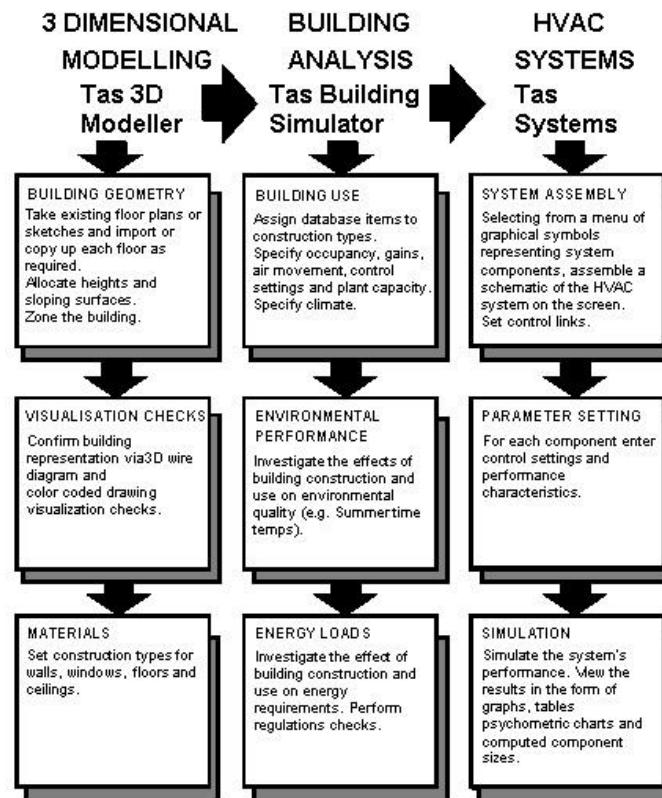 3 DIMENSIONAL
MODELLING
Tas 3D
Modeller
BUILDING
ANALYSIS
Tas Building
Simulator
HVAC
SYSTEMS
Tas
Systems
BUILDING GEOMETRY
Take existing floor plans or
sketches and import or
copy up each floor as
required.
Allocate heights and
sloping surfaces.
Zone the building.
BUILDING USE
Assign database items to
construction types.
Specify occupancy, gains,
air movement, control
settings and plant capacity.
Specify climate.
SYSTEM ASSEMBLY
Selecting from a menu of
graphical symbols
representing system
components, assemble a
schematic of the HVAC
system on the screen.
Set control links.
VISUALISATION CHECKS
Confirm building
representation via3D wire
diagram and
color coded drawing
visualization checks.
ENVIRONMENTAL
PERFORMANCE
Investigate the effects of
building construction and
use on environmental
quality (e.g. Summertime
temps).
PARAMETER SETTING
For each component enter
control settings and
performance
characteristics.
MATERIALS
Set construction types for
walls, windows, floors and
ceilings.
ENERGY LOADS
Investigate the effect of
building construction and
use on energy
requirements. Perform
regulations checks.
SIMULATION
Simulate the system's
performance. View the
results in the form of
graphs, tables
psychometric charts and
computed component
sizes.